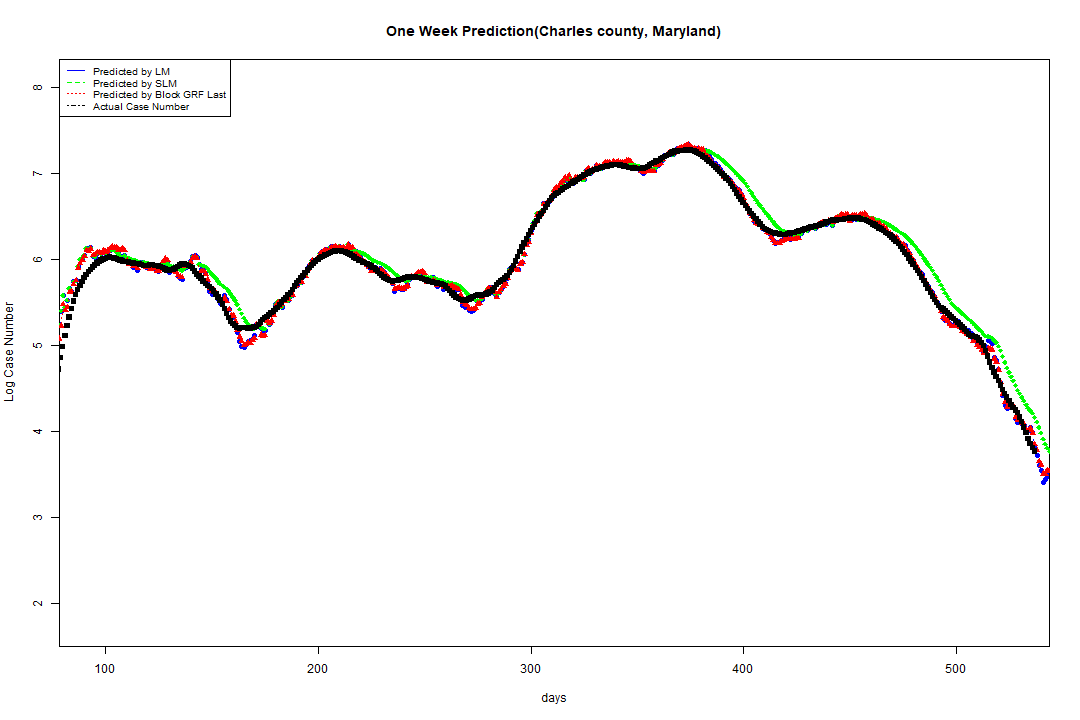 One Week Prediction(Charles county, Maryland)
Predicted by LM
Predicted by SLM
Predicted by Block GRF Last
Actual Case Number
Log Case Number
8
7
6
5
4
3
2
100 200 300 400 500
days